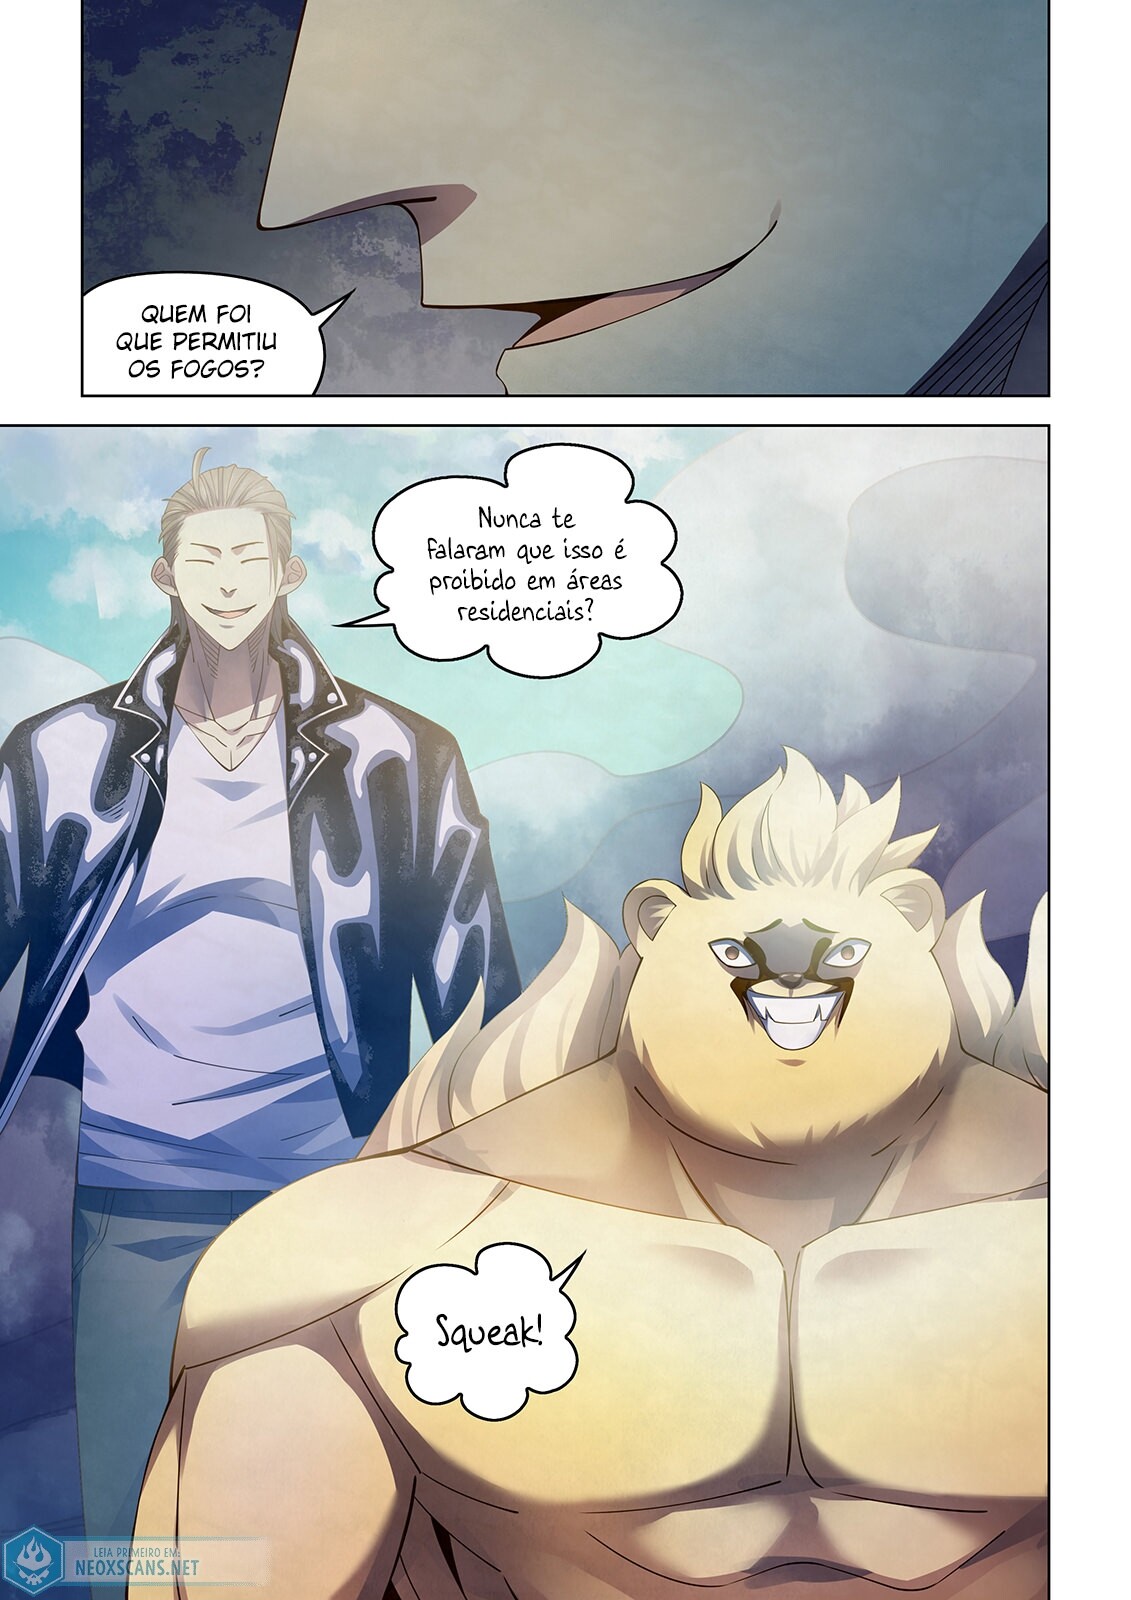 QUEM FOI
QUE PERMITIU
OS FOGOS?
Nunca te
falaram que isso é
proibido em áreas
residenciais?
Squeak!
LEIA PRIMEIRO EM:
NEOXSCANS.NET